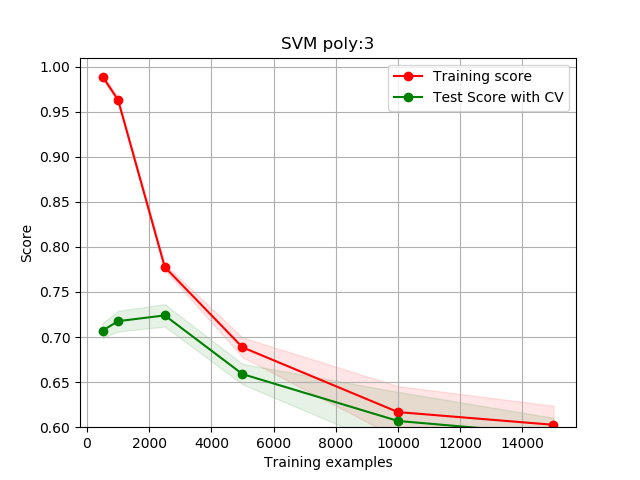 SVM poly:3
Training score
Test Score with CV
1.00
0.95
0.90
0.85
0.80
0.75
0.70
0.65
0.60
Score
0 2000 4000 6000 8000 10000 12000 14000
Training examples